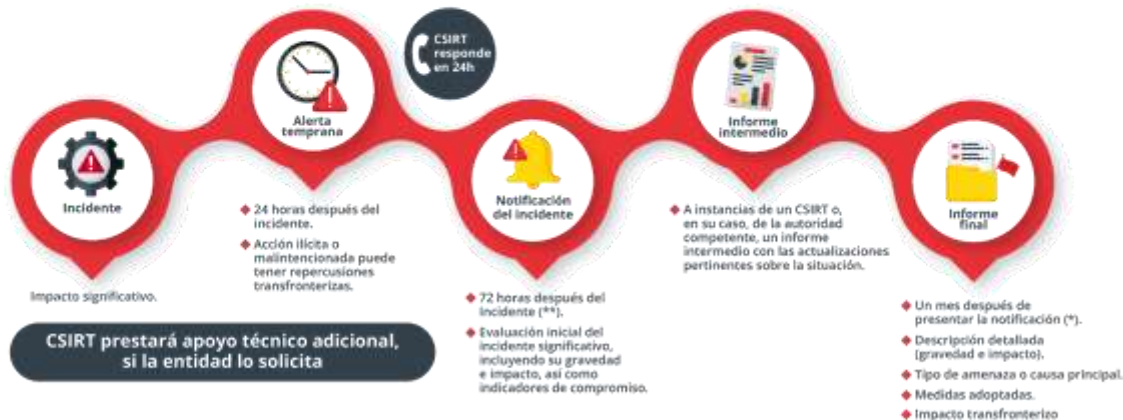 Incidente
Impacto significativo.
Alerta
temprana
24 horas después del
incidente.
Acción ilícita o
malintencionada puede
tener repercusiones
transfronterizas.
CSIRT
responde
en 24h
Notificación
del incidente
72 horas después del
incidente (**).
Evaluación inicial del
incidente significativo,
incluyendo su gravedad
e impacto, así como
indicadores de compromiso.
Informe
intermedio
A instancias de un CSIRT o,
en su caso, de la autoridad
competente, un informe
intermedio con las actualizaciones
pertinentes sobre la situación.
Informe
final
Un mes después de
presentar la notificación (*).
Descripción detallada
(gravedad e impacto).
Tipo de amenaza o causa principal.
Medidas adoptadas.
Impacto transfronterizo
CSIRT prestará apoyo técnico adicional,
si la entidad lo solicita